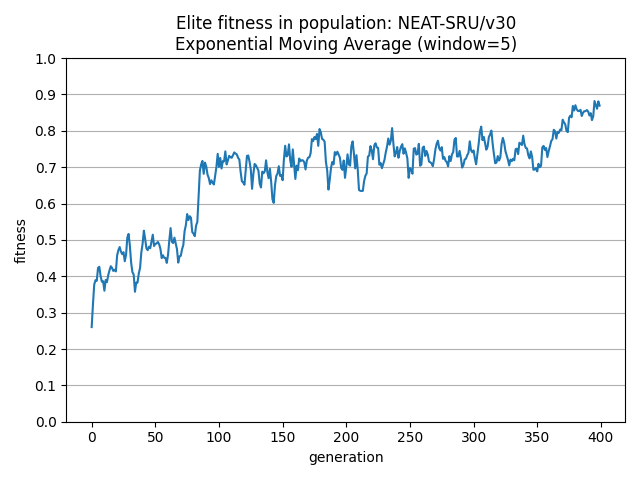 Elite fitness in population: NEAT-SRU/v30
Exponential Moving Average (window=5)
1.0
0.9
0.8
0.7
0.6
0.5
0.4
0.3
0.2
0.1
0.0
fitness
0 50 100 150 200 250 300 350 400
generation